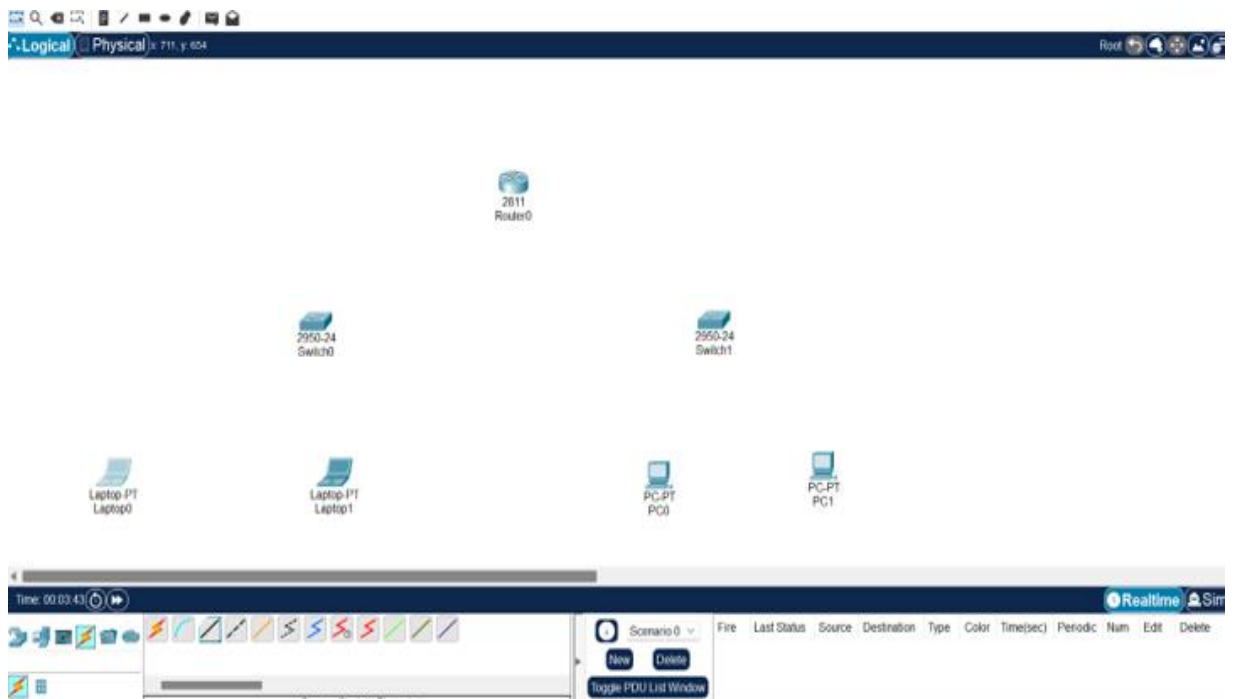 Logical Physical x: 711, y: 654 Root
2811
Router0
2950-24
Switch0
2950-24
Switch1
Laptop-PT
Laptop0
Laptop-PT
Laptop1
PC-PT
PC0
PC-PT
PC1
Time: 00:03:43 Realtime Sim
Scenario 0
New Delete
Toggle PDU List Window
Fire Last Status Source Destination Type Color Time(sec) Periodic Num Edit Delete